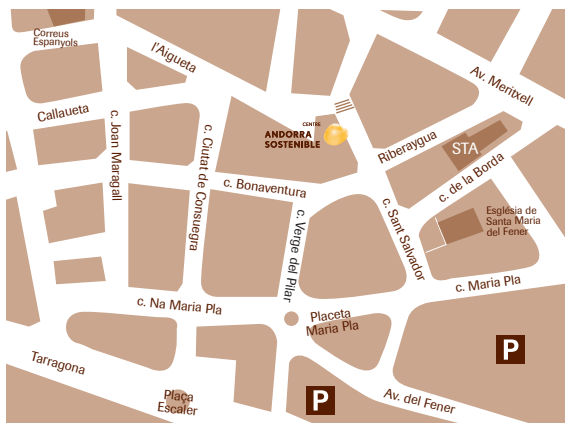 Correus
Espanyols
l'Aigueta
Av. Meritxell
Callaueta
c. Joan Maragall
c. Ciutat de Consuegra
CENTRE
ANDORRA
SOSTENIBLE
Riberaygua
STA
c. de la Borda
c. Bonaventura
c. Verge del Pilar
c. Sant Salvador
Església de
Santa Maria
del Fener
c. Maria Pla
c. Na Maria Pla
Placeta
Maria Pla
P
Tarragona
Plaça
Escaler
P
Av. del Fener